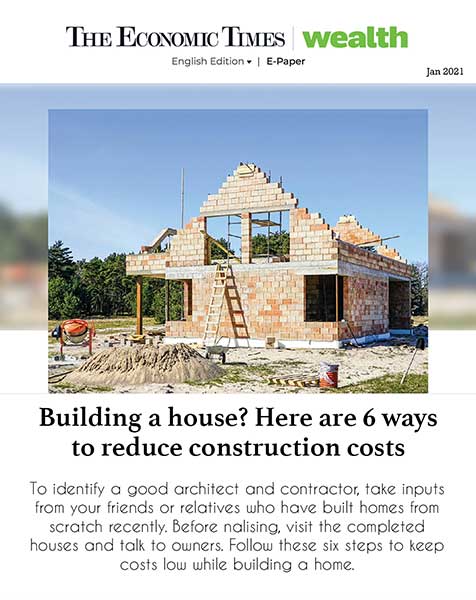 THE ECONOMIC TIMES | wealth
English Edition ▾ | E-Paper
Jan 2021
Building a house? Here are 6 ways
to reduce construction costs
To identify a good architect and contractor, take inputs
from your friends or relatives who have built homes from
scratch recently. Before nalising, visit the completed
houses and talk to owners. Follow these six steps to keep
costs low while building a home.